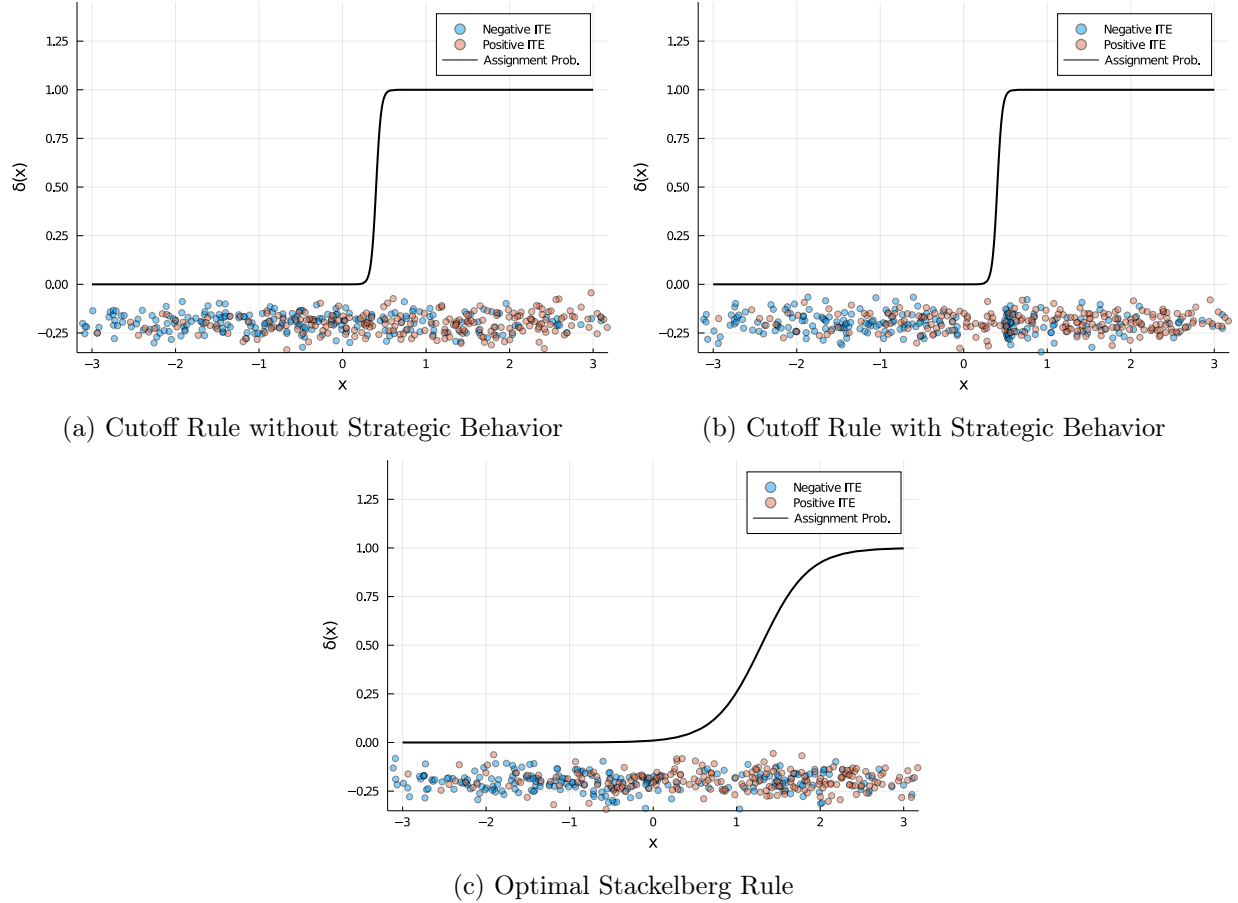 Negative ITE
Positive ITE
Assignment Prob.
1.25
1.00
0.75
0.50
0.25
0.00
−0.25
δ(x)
−3 −2 −1 0 1 2 3
x
(a) Cutoff Rule without Strategic Behavior
Negative ITE
Positive ITE
Assignment Prob.
1.25
1.00
0.75
0.50
0.25
0.00
−0.25
δ(x)
−3 −2 −1 0 1 2 3
x
(b) Cutoff Rule with Strategic Behavior
Negative ITE
Positive ITE
Assignment Prob.
1.25
1.00
0.75
0.50
0.25
0.00
−0.25
δ(x)
−3 −2 −1 0 1 2 3
x
(c) Optimal Stackelberg Rule